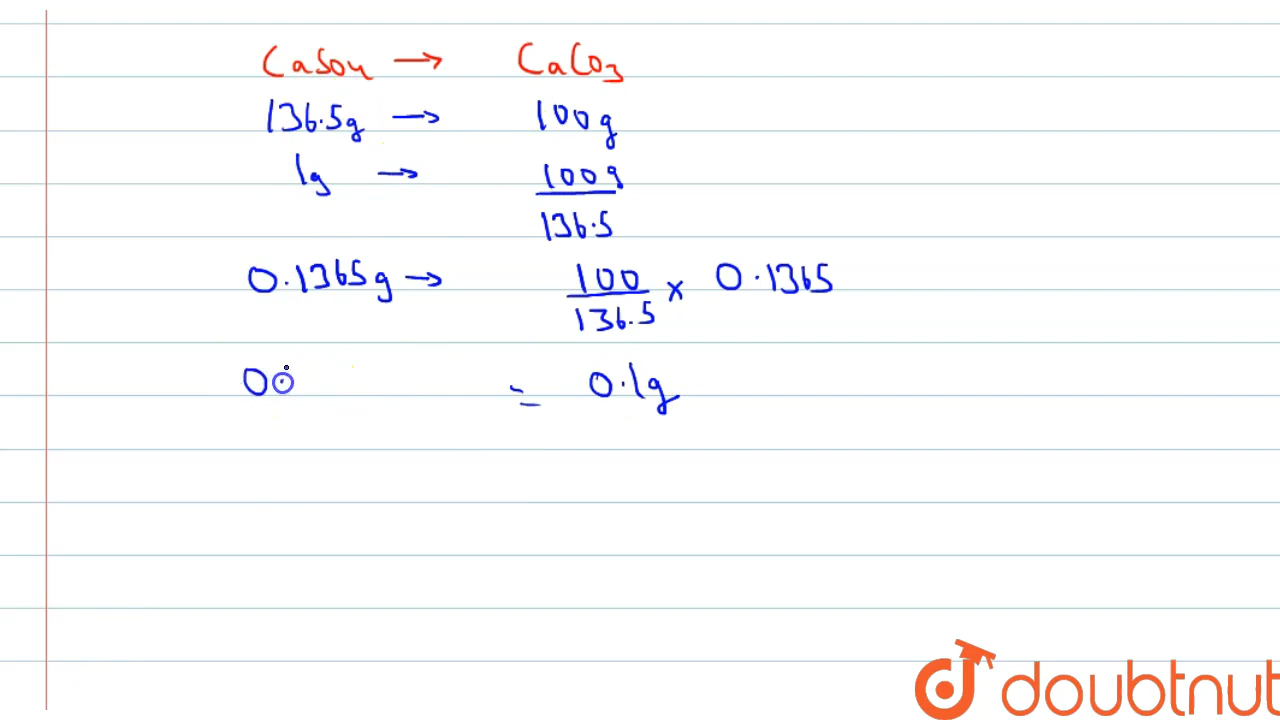 CaSO4 → CaCO3
136.5g → 100g
1g → 100g
136.5
0.1365g → 100 × 0.1365
136.5
00 = 0.1g
doubtnut